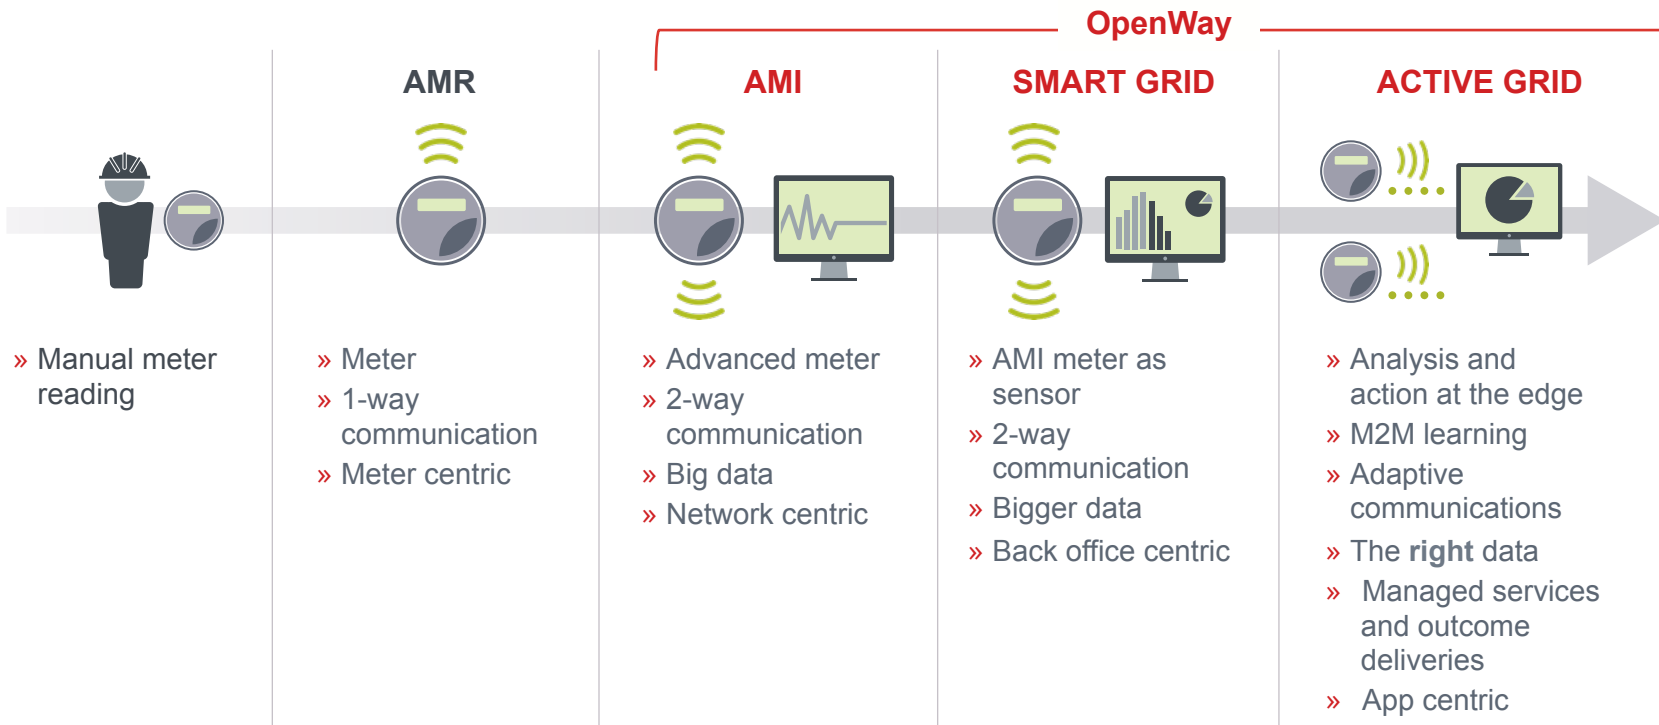 OpenWay
AMR
AMI
SMART GRID
ACTIVE GRID
» Manual meter
reading
» Meter
» 1-way
communication
» Meter centric
» Advanced meter
» 2-way
communication
» Big data
» Network centric
» AMI meter as
sensor
» 2-way
communication
» Bigger data
» Back office centric
» Analysis and
action at the edge
» M2M learning
» Adaptive
communications
» The right data
» Managed services
and outcome
deliveries
» App centric